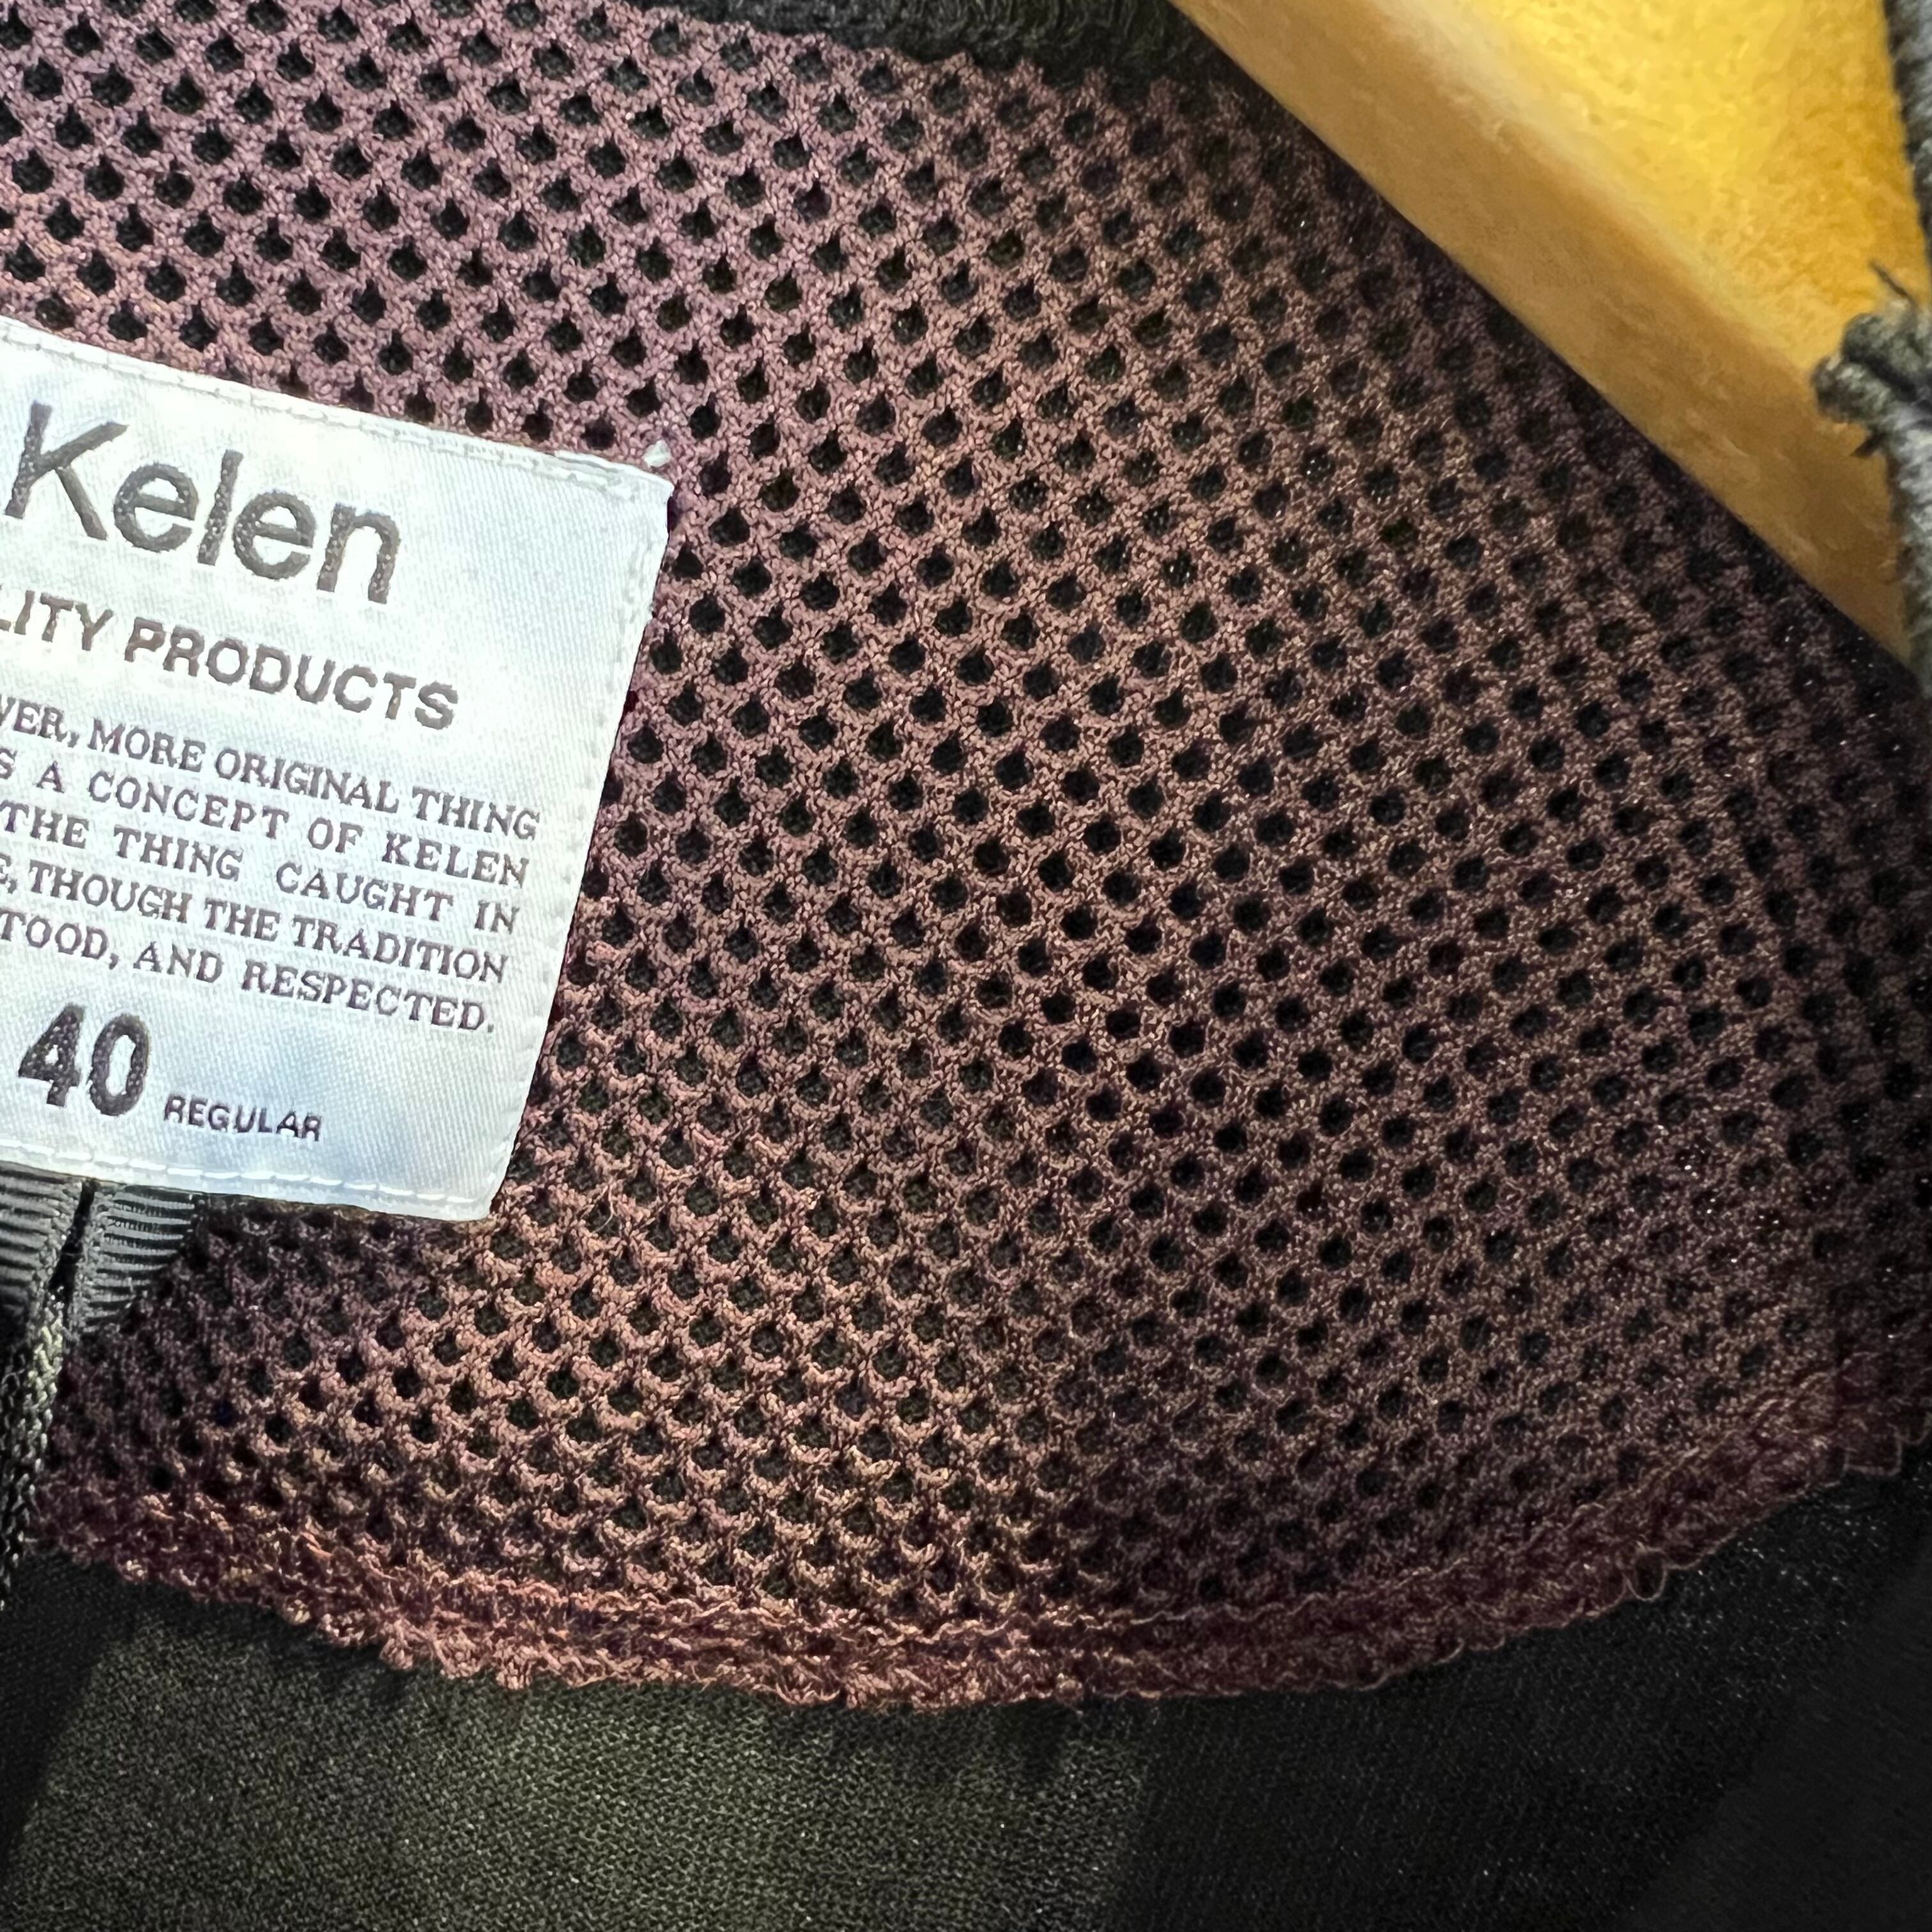 Kelen
LITY PRODUCTS
VER, MORE ORIGINAL THING
S A CONCEPT OF KELEN
THE THING CAUGHT IN
E, THOUGH THE TRADITION
TOOD, AND RESPECTED.
40 REGULAR